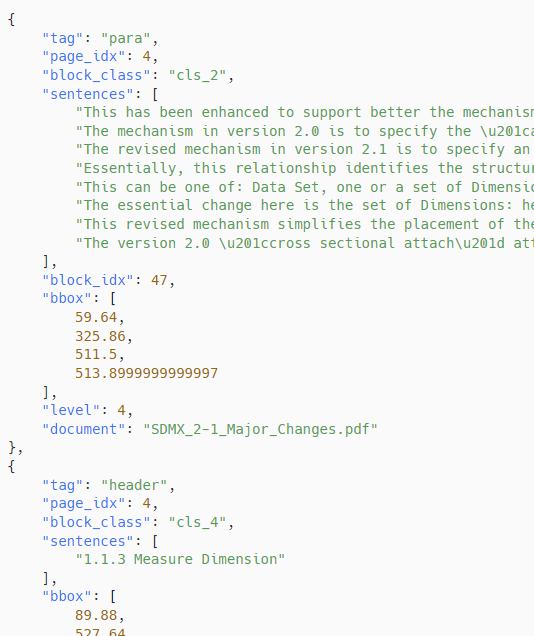 {
"tag": "para",
"page_idx": 4,
"block_class": "cls_2",
"sentences": [
"This has been enhanced to support better the mechanism
"The mechanism in version 2.0 is to specify the \u201cca
"The revised mechanism in version 2.1 is to specify an
"Essentially, this relationship identifies the structu
"This can be one of: Data Set, one or a set of Dimensio
"The essential change here is the set of Dimensions: he
"This revised mechanism simplifies the placement of the
"The version 2.0 \u201ccross sectional attach\u201d att
],
"block_idx": 47,
"bbox": [
59.64,
325.86,
511.5,
513.8999999999997
],
"level": 4,
"document": "SDMX_2-1_Major_Changes.pdf"
},
{
"tag": "header",
"page_idx": 4,
"block_class": "cls_4",
"sentences": [
"1.1.3 Measure Dimension"
],
"bbox": [
89.88,
527.64